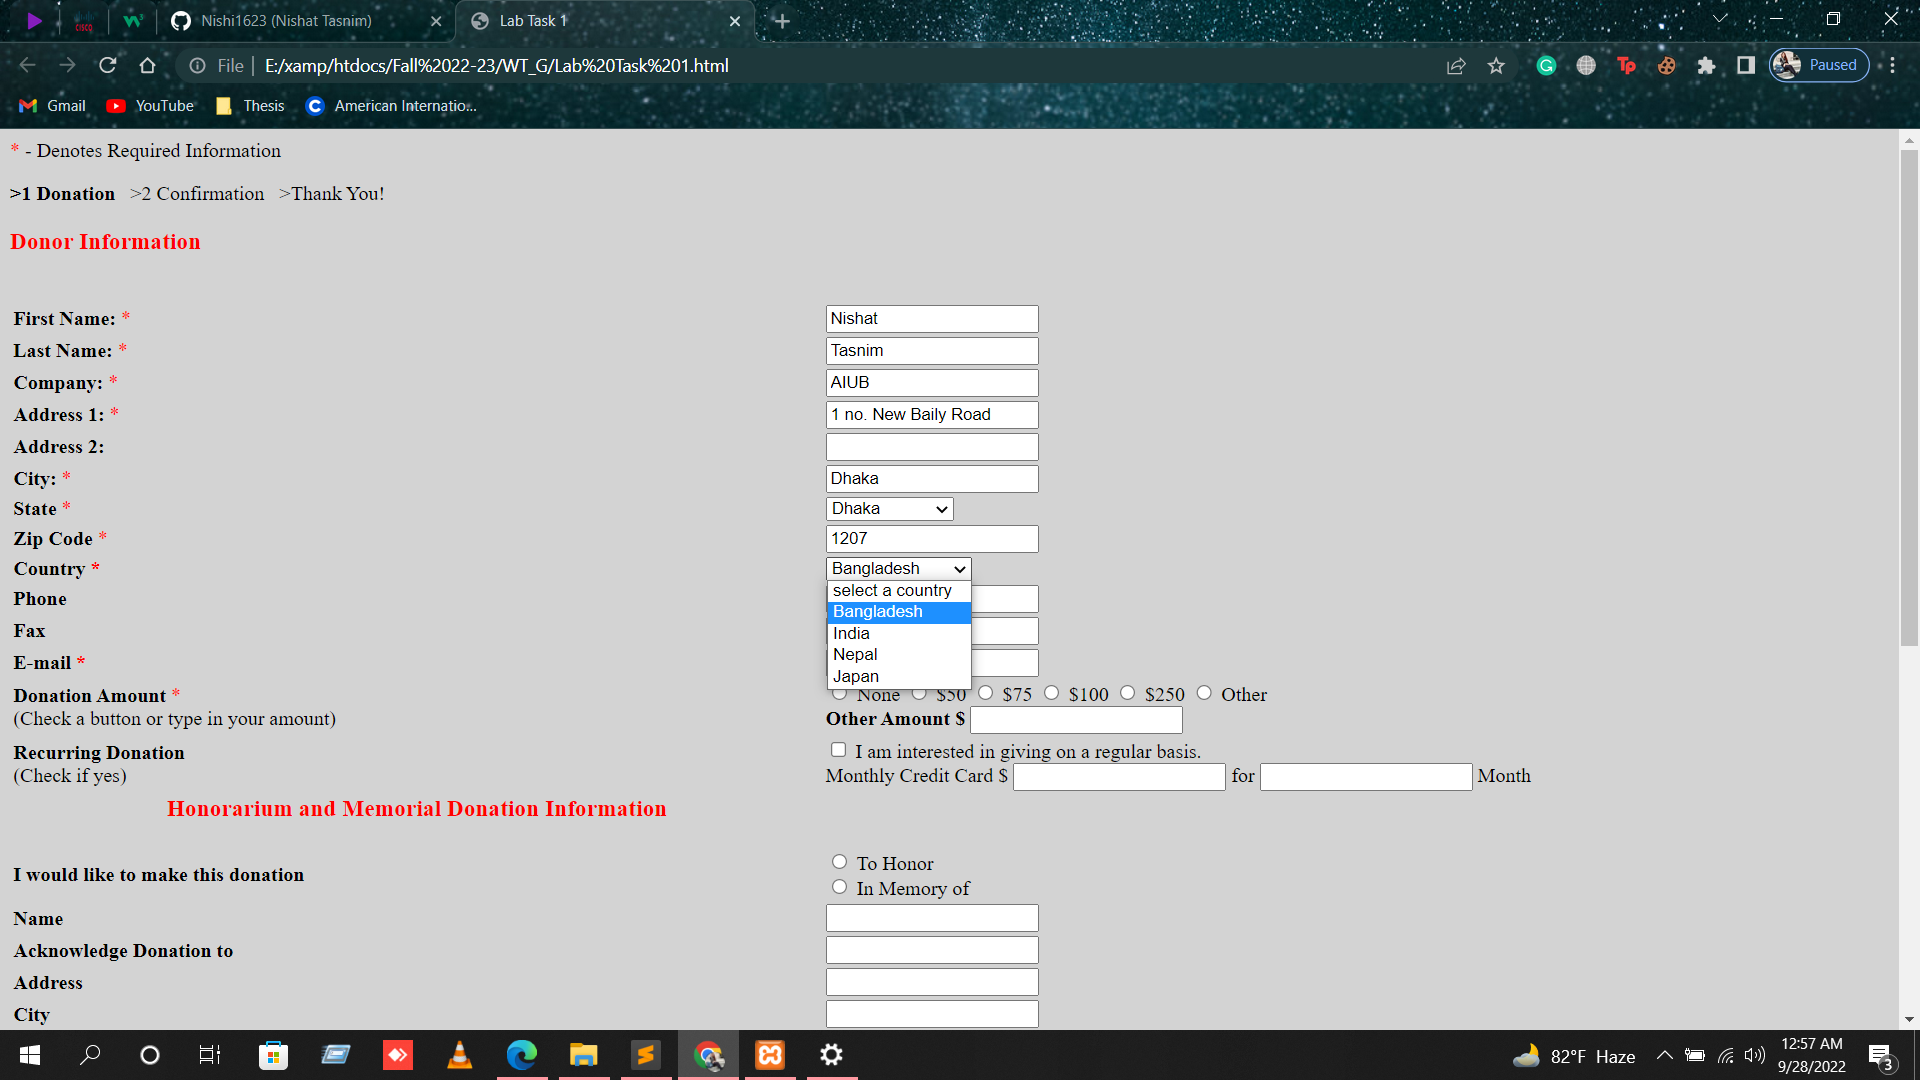 Nishi1623 (Nishat Tasnim)
Lab Task 1
File
E:/xamp/htdocs/Fall%2022-23/WT_G/Lab%20Task%201.html
Paused
Gmail
YouTube
Thesis
American Internatio...
* - Denotes Required Information
>1 Donation >2 Confirmation >Thank You!
Donor Information
First Name: * Nishat
Last Name: * Tasnim
Company: * AIUB
Address 1: * 1 no. New Baily Road
Address 2:
City: * Dhaka
State * Dhaka
Zip Code * 1207
Country * Bangladesh
select a country
Bangladesh
India
Nepal
Japan
Phone
Fax
E-mail *
Donation Amount * None $50 $75 $100 $250 Other
(Check a button or type in your amount) Other Amount $
Recurring Donation I am interested in giving on a regular basis.
(Check if yes) Monthly Credit Card $ for Month
Honorarium and Memorial Donation Information
I would like to make this donation
To Honor
In Memory of
Name
Acknowledge Donation to
Address
City
82°F Haze
12:57 AM
9/28/2022
3